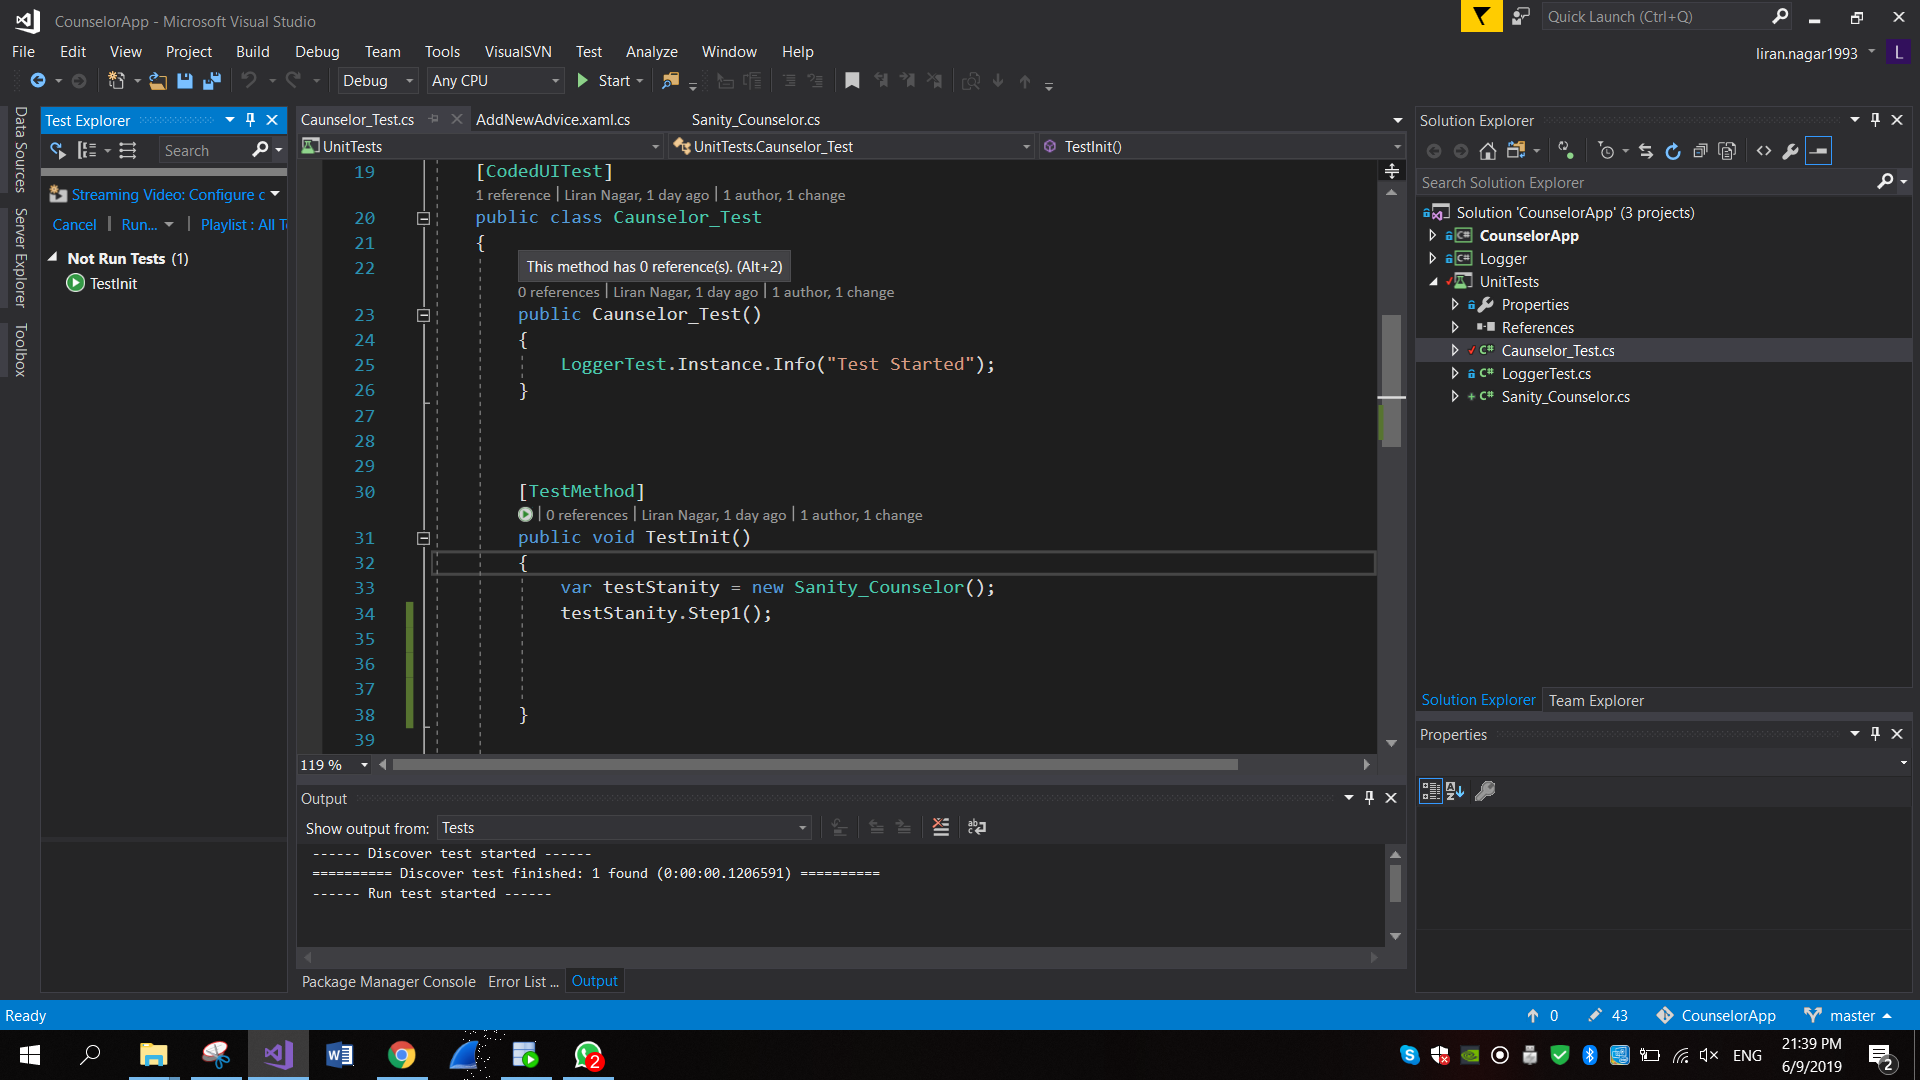 CounselorApp - Microsoft Visual Studio
Quick Launch (Ctrl+Q)
File Edit View Project Build Debug Team Tools VisualSVN Test Analyze Window Help
liran.nagar1993 L
Debug Any CPU Start
Data Sources
Server Explorer
Toolbox
Test Explorer
Search
Streaming Video: Configure c
Cancel | Run... | Playlist : All T
Not Run Tests (1)
TestInit
Caunselor_Test.cs AddNewAdvice.xaml.cs Sanity_Counselor.cs
UnitTests UnitTests.Caunselor_Test TestInit()
19 [CodedUITest]
1 reference | Liran Nagar, 1 day ago | 1 author, 1 change
20 public class Caunselor_Test
21 {
22 This method has 0 reference(s). (Alt+2)
0 references | Liran Nagar, 1 day ago | 1 author, 1 change
23 public Caunselor_Test()
24 {
25 LoggerTest.Instance.Info("Test Started");
26 }
27
28
29
30 [TestMethod]
| 0 references | Liran Nagar, 1 day ago | 1 author, 1 change
31 public void TestInit()
32 {
33 var testStanity = new Sanity_Counselor();
34 testStanity.Step1();
35
36
37
38 }
39
119 %
Output
Show output from: Tests
------ Discover test started ------
========== Discover test finished: 1 found (0:00:00.1206591) ==========
------ Run test started ------
Package Manager Console Error List ... Output
Solution Explorer
Search Solution Explorer
Solution 'CounselorApp' (3 projects)
CounselorApp
Logger
UnitTests
Properties
References
Caunselor_Test.cs
LoggerTest.cs
Sanity_Counselor.cs
Solution Explorer Team Explorer
Properties
Ready
0 43 CounselorApp master
2
ENG
21:39 PM
6/9/2019
2